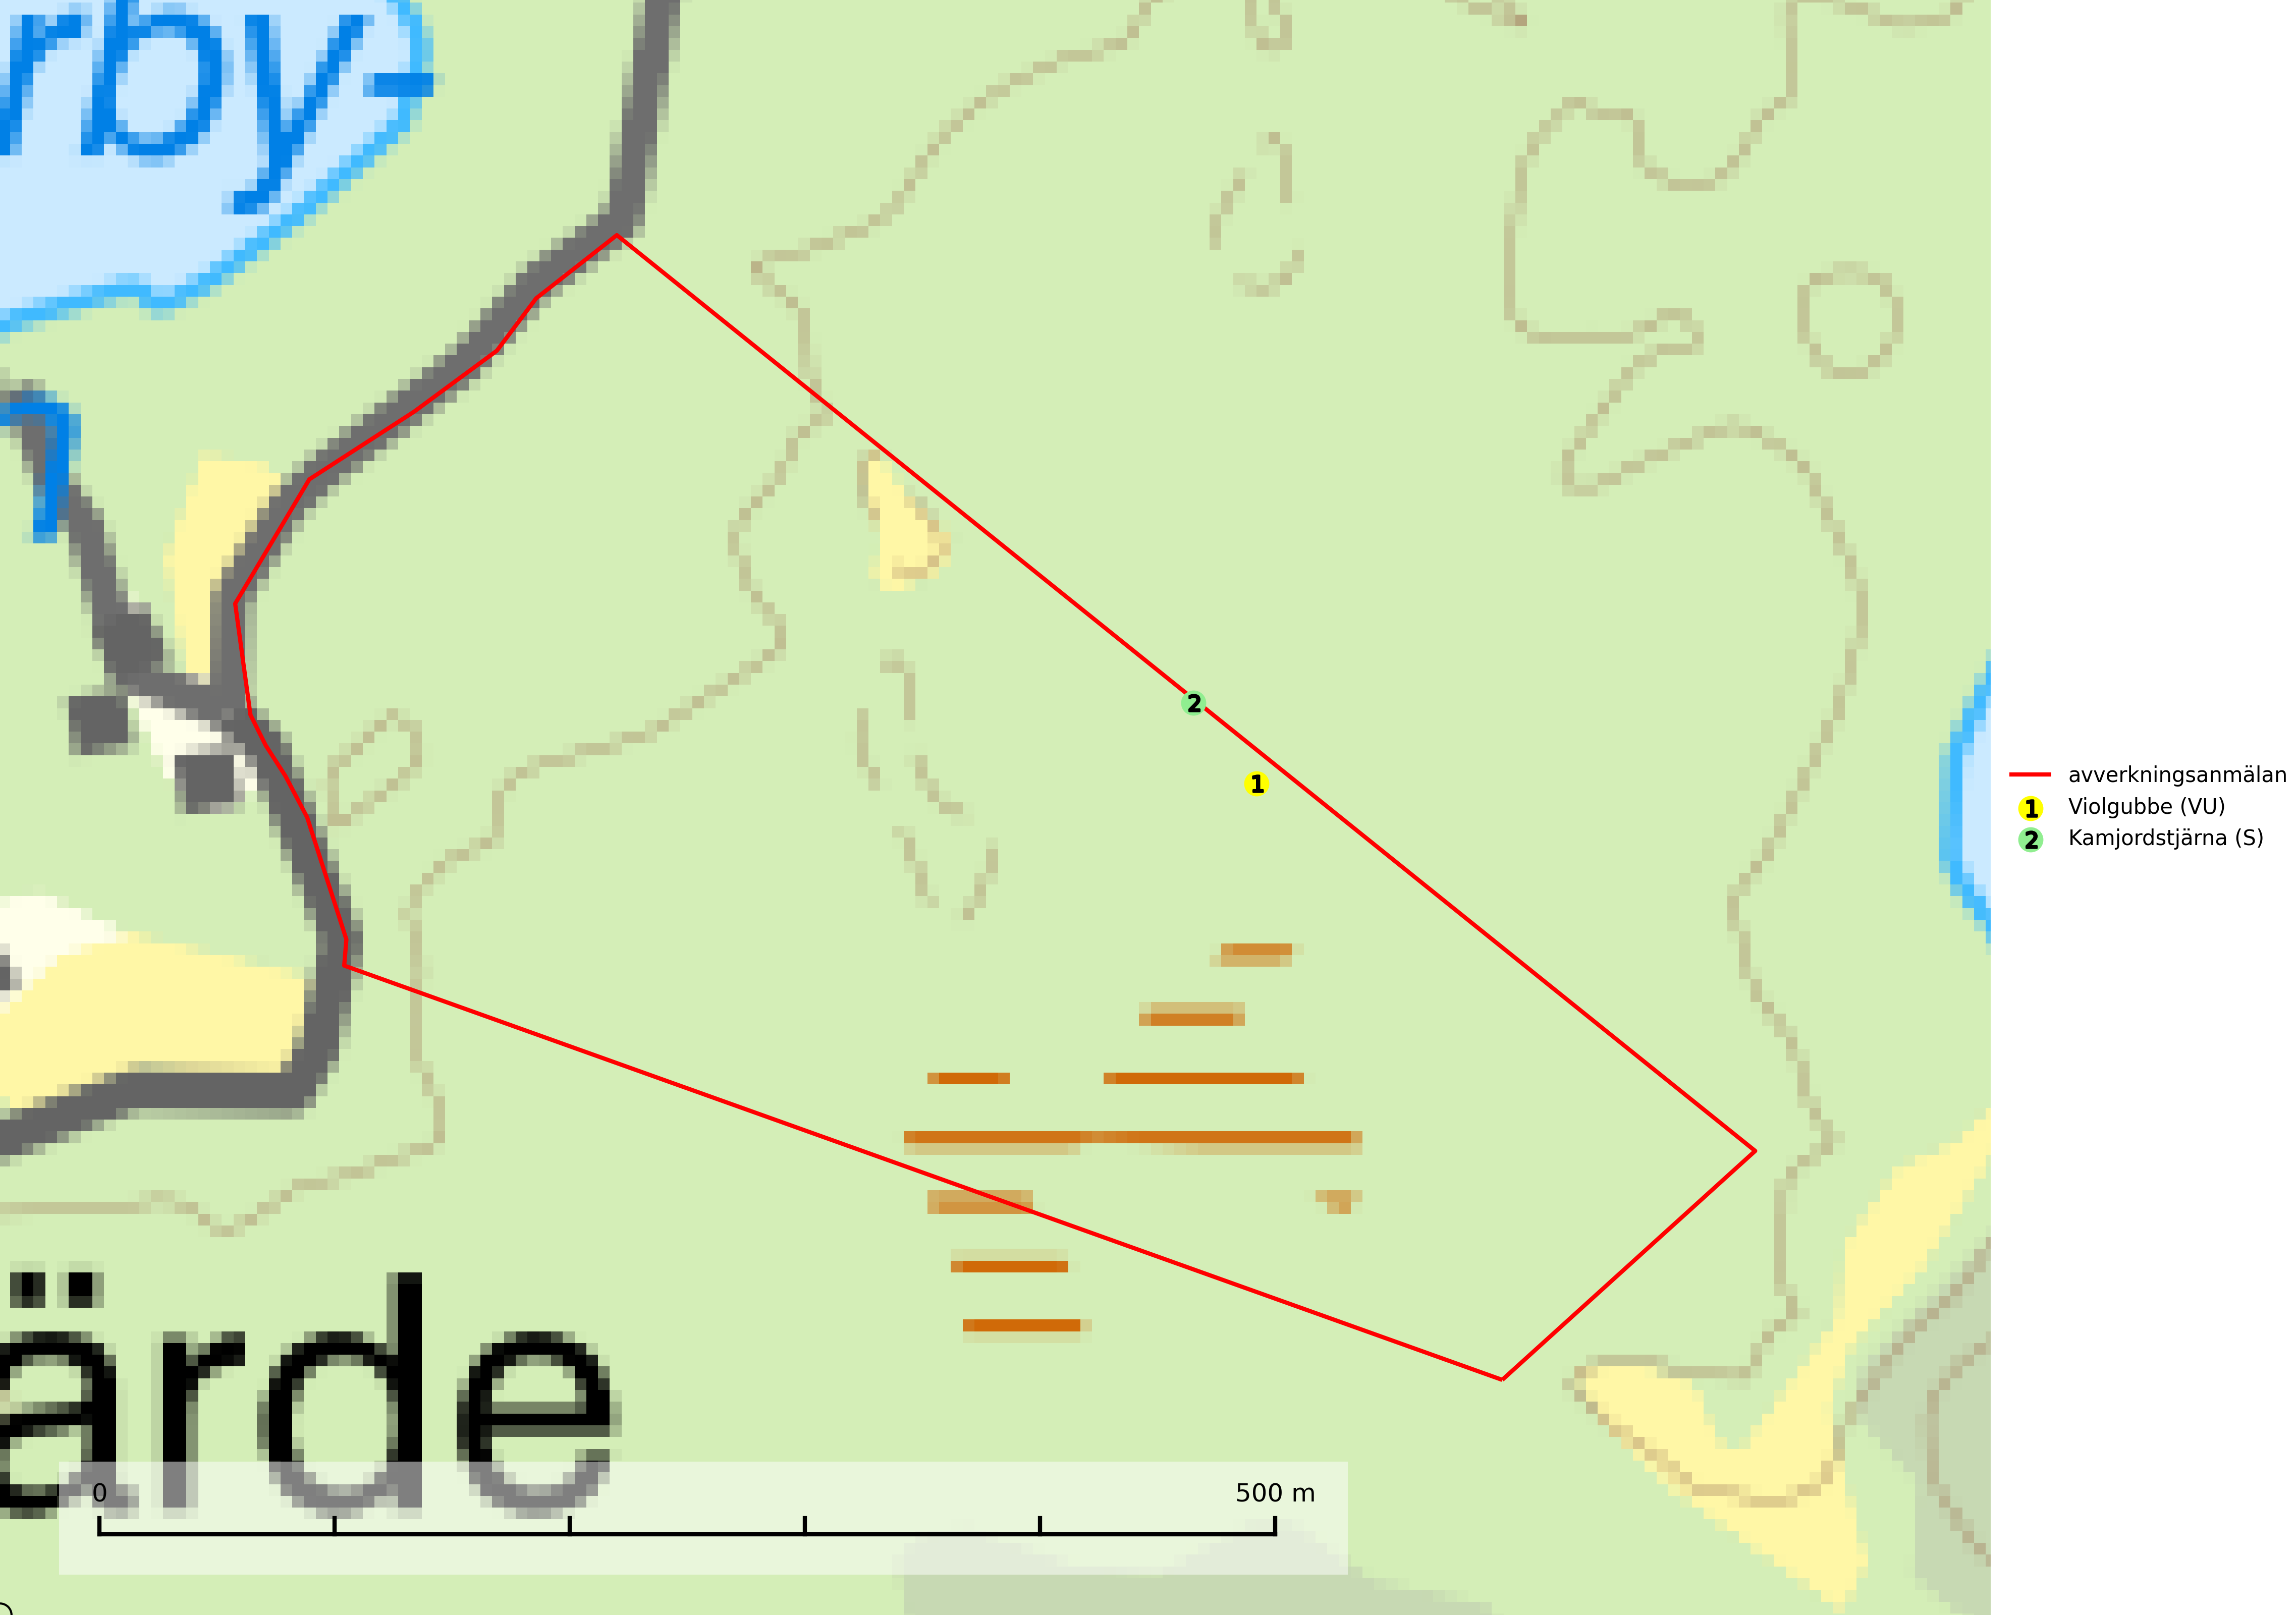 rby-
2
1
avverkningsanmälan
1 Violgubbe (VU)
2 Kamjordstjärna (S)
ärde
0 500 m